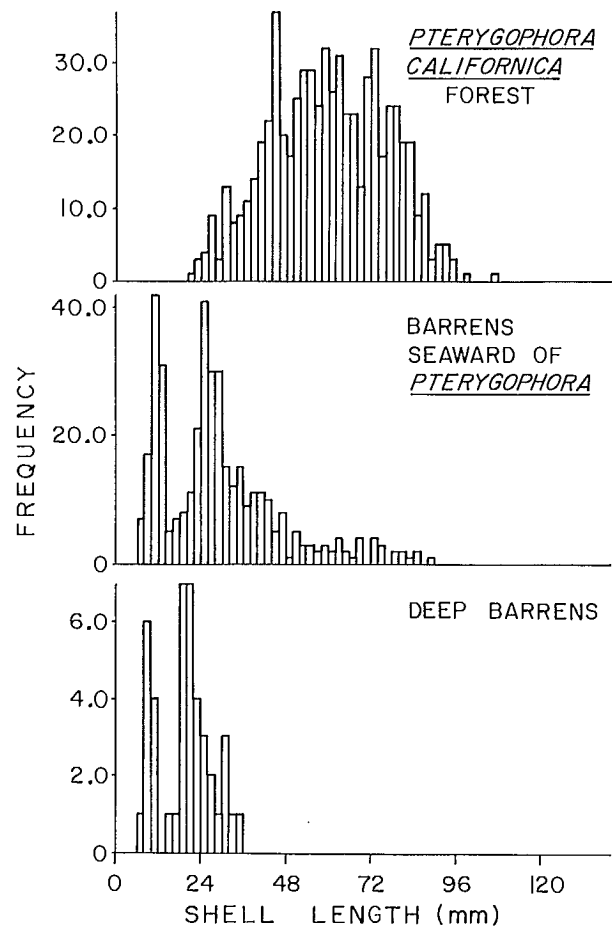 PTERYGOPHORA
CALIFORNICA
FOREST
30.0
20.0
10.0
0
BARRENS
SEAWARD OF
PTERYGOPHORA
40.0
20.0
0
FREQUENCY
DEEP BARRENS
6.0
4.0
2.0
0
0 24 48 72 96 120
SHELL LENGTH (mm)